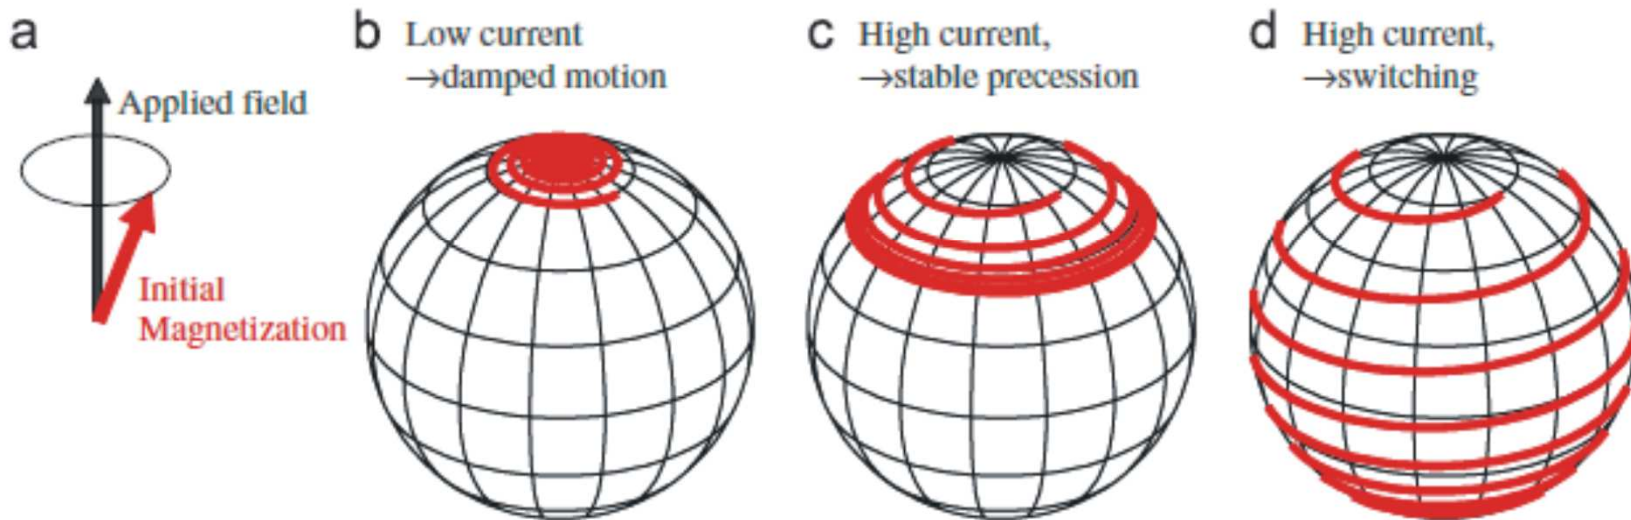 a
Applied field
Initial
Magnetization
b Low current
→damped motion
c High current,
→stable precession
d High current,
→switching